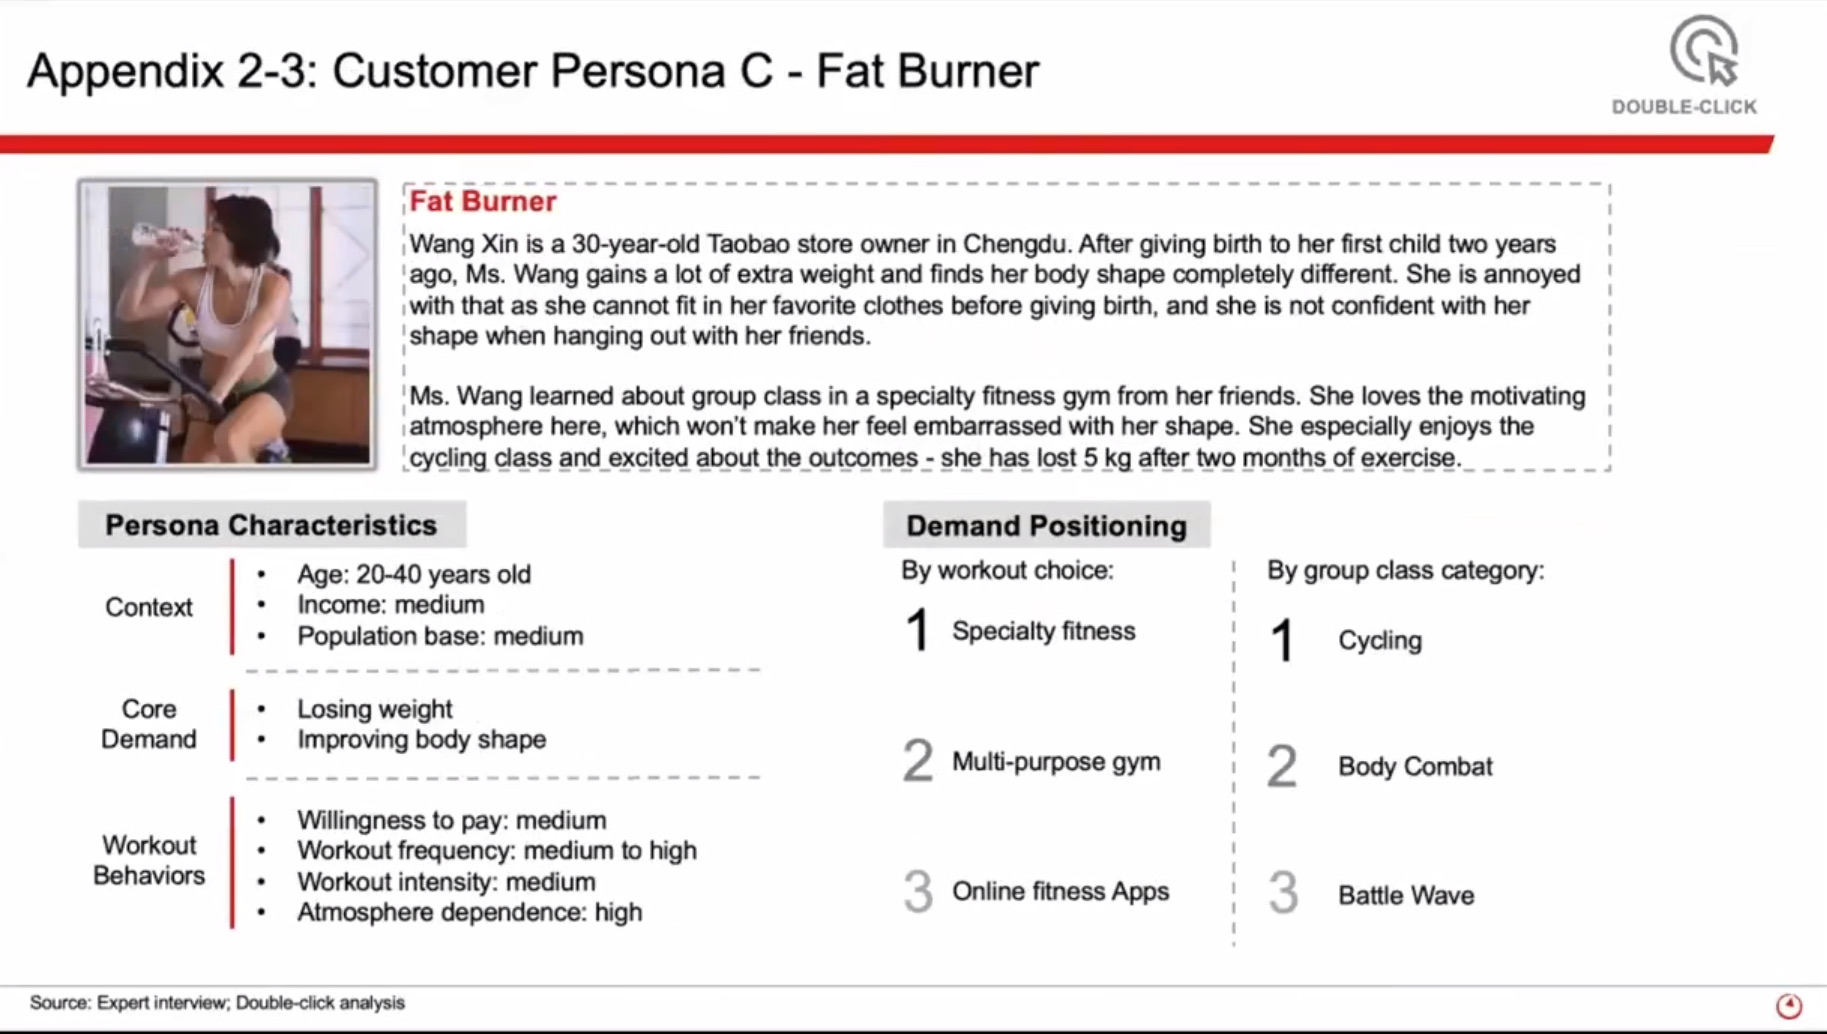 Appendix 2-3: Customer Persona C - Fat Burner
DOUBLE-CLICK
Fat Burner
Wang Xin is a 30-year-old Taobao store owner in Chengdu. After giving birth to her first child two years
ago, Ms. Wang gains a lot of extra weight and finds her body shape completely different. She is annoyed
with that as she cannot fit in her favorite clothes before giving birth, and she is not confident with her
shape when hanging out with her friends.
Ms. Wang learned about group class in a specialty fitness gym from her friends. She loves the motivating
atmosphere here, which won't make her feel embarrassed with her shape. She especially enjoys the
cycling class and excited about the outcomes - she has lost 5 kg after two months of exercise.
Persona Characteristics
Context
• Age: 20-40 years old
• Income: medium
• Population base: medium
Core
Demand
• Losing weight
• Improving body shape
Workout
Behaviors
• Willingness to pay: medium
• Workout frequency: medium to high
• Workout intensity: medium
• Atmosphere dependence: high
Demand Positioning
By workout choice:
1 Specialty fitness
2 Multi-purpose gym
3 Online fitness Apps
By group class category:
1 Cycling
2 Body Combat
3 Battle Wave
Source: Expert interview; Double-click analysis